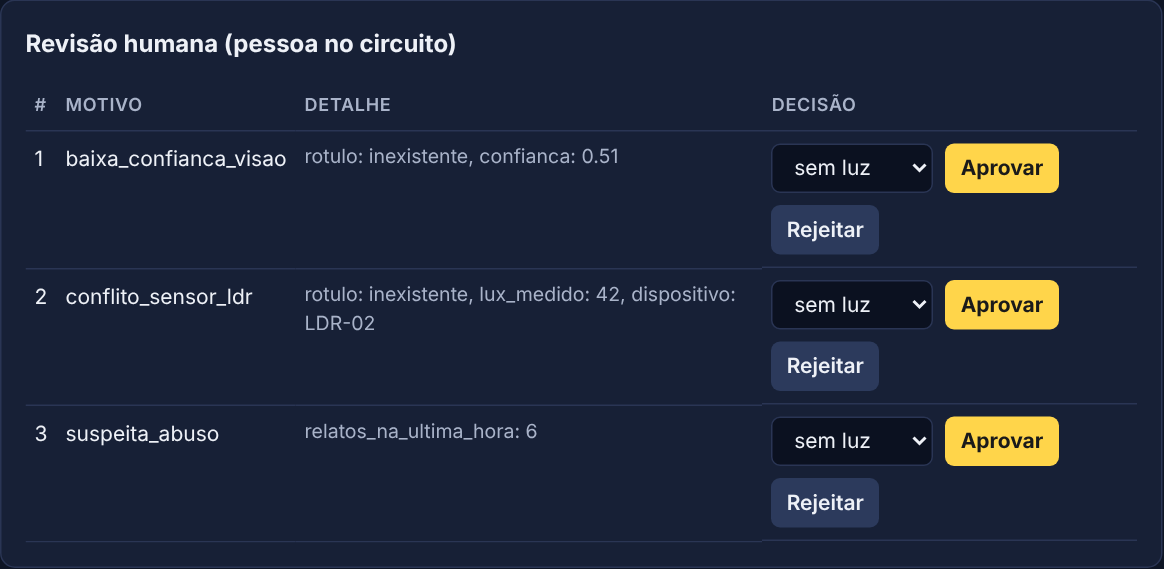 Revisão humana (pessoa no circuito)
# MOTIVO DETALHE DECISÃO
1 baixa_confianca_visao rotulo: inexistente, confianca: 0.51 sem luz Aprovar
Rejeitar
2 conflito_sensor_ldr rotulo: inexistente, lux_medido: 42, dispositivo: sem luz Aprovar
LDR-02
Rejeitar
3 suspeita_abuso relatos_na_ultima_hora: 6 sem luz Aprovar
Rejeitar